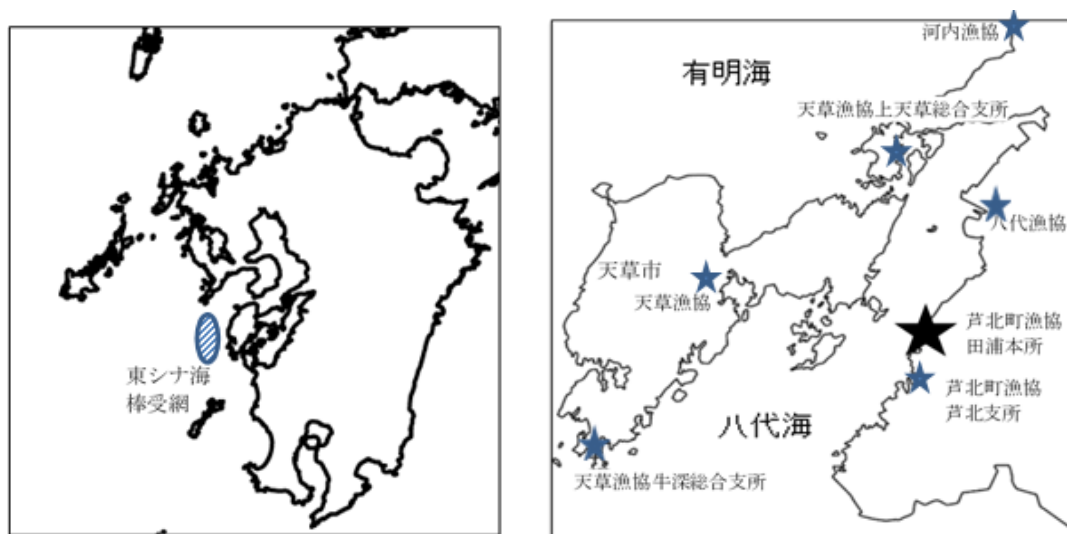 東シナ海
棒受網
河内漁協
有明海
天草漁協上天草総合支所
八代漁協
天草市
天草漁協
芦北町漁協
田浦本所
芦北町漁協
芦北支所
八代海
天草漁協牛深総合支所